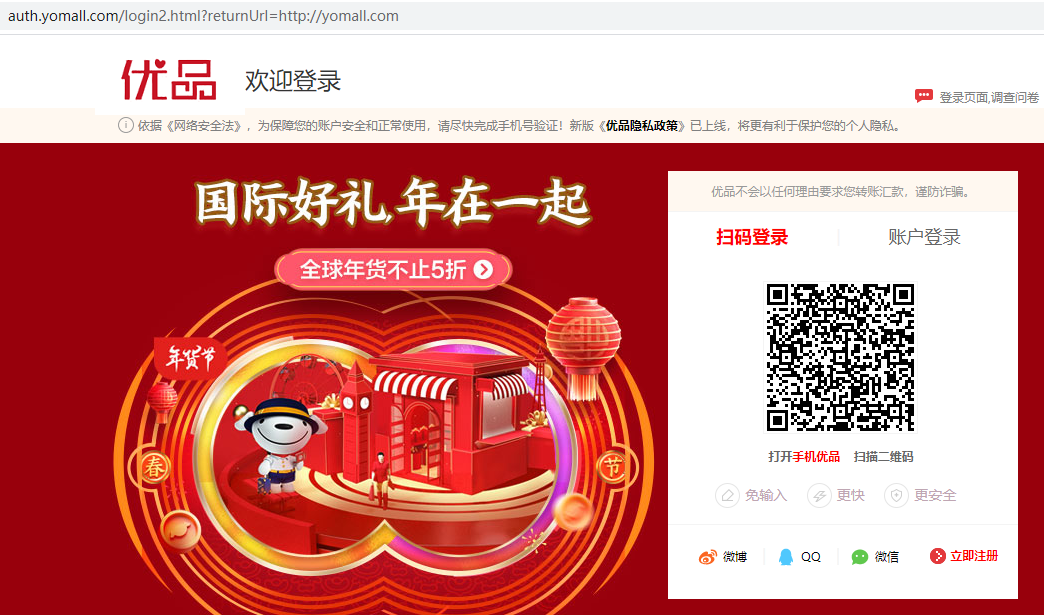 auth.yomall.com/login2.html?returnUrl=http://yomall.com
优品 欢迎登录
登录页面,调查问卷
依据《网络安全法》，为保障您的账户安全和正常使用，请尽快完成手机号验证！新版《优品隐私政策》已上线，将更有利于保护您的个人隐私。
国际好礼,年在一起
全球年货不止5折
年货节
春
节
优品不会以任何理由要求您转账汇款，谨防诈骗。
扫码登录 账户登录
打开手机优品 扫描二维码
免输入 更快 更安全
微博 QQ 微信 立即注册